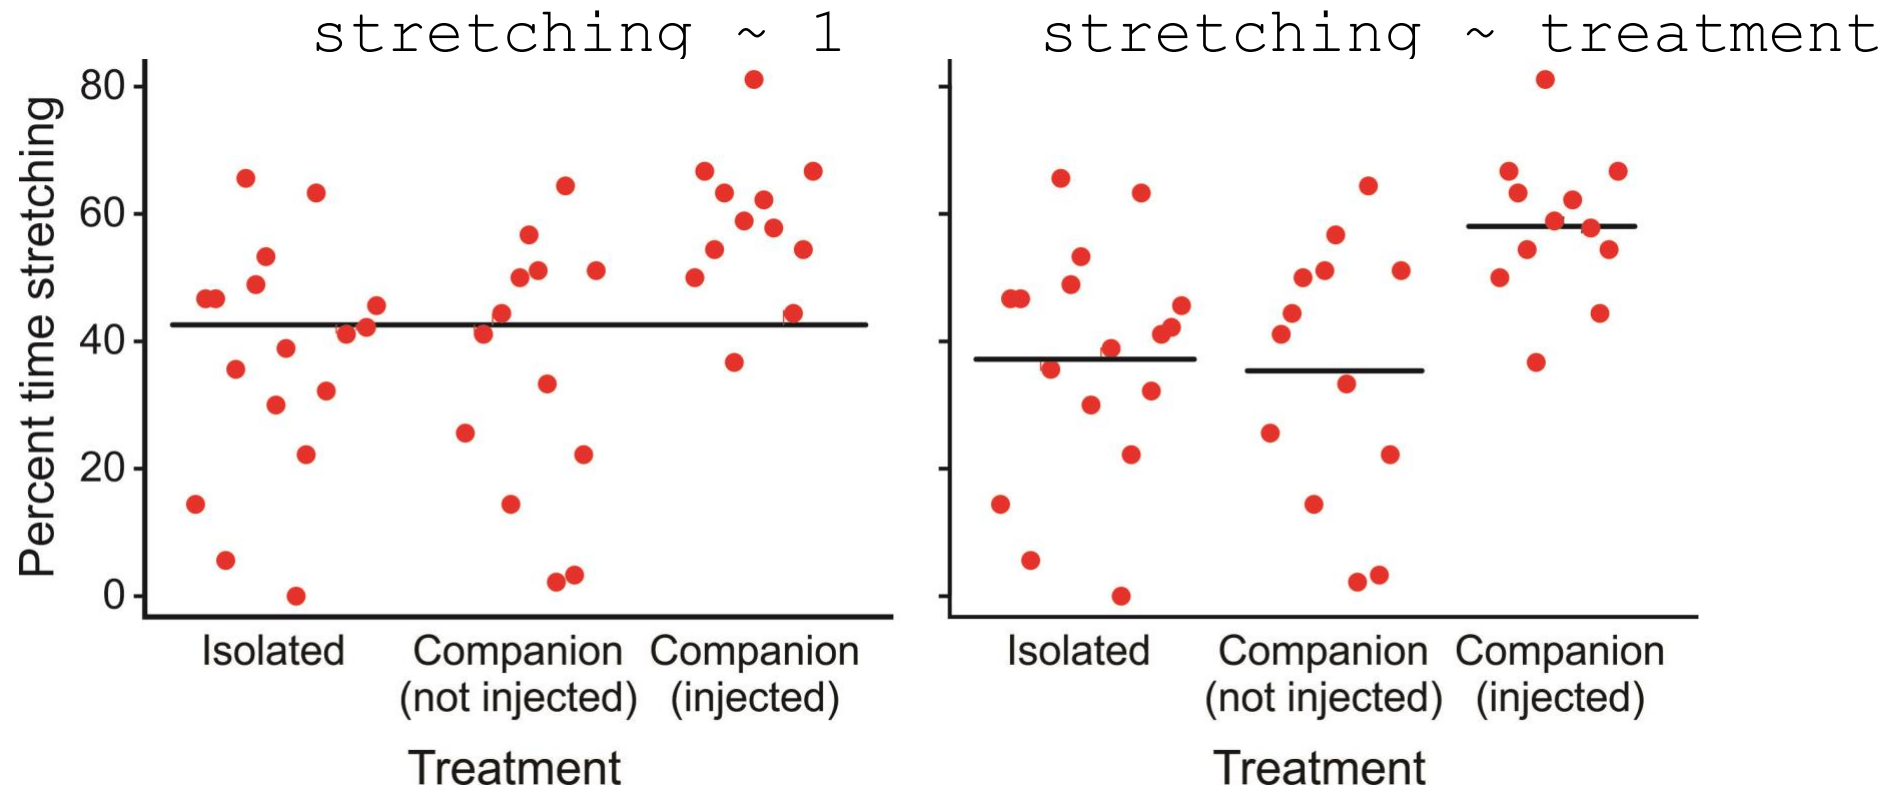 stretching ~ 1
stretching ~ treatment
Percent time stretching
80
60
40
20
0
Isolated
Companion
(not injected)
Companion
(injected)
Treatment
Isolated
Companion
(not injected)
Companion
(injected)
Treatment